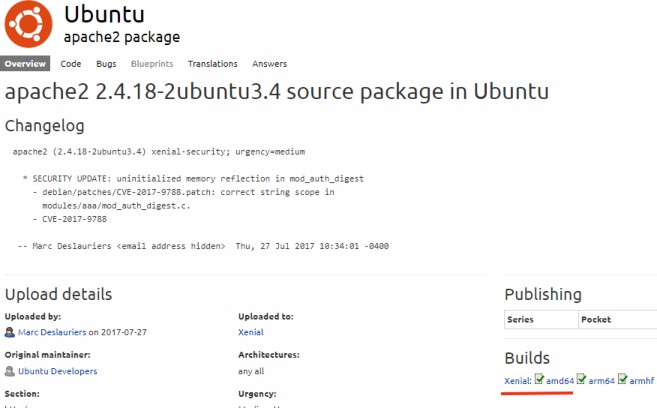 Ubuntu
apache2 package
Overview Code Bugs Blueprints Translations Answers
apache2 2.4.18-2ubuntu3.4 source package in Ubuntu
Changelog
apache2 (2.4.18-2ubuntu3.4) xenial-security; urgency=medium
* SECURITY UPDATE: uninitialized memory reflection in mod_auth_digest
- debian/patches/CVE-2017-9788.patch: correct string scope in
modules/aaa/mod_auth_digest.c.
- CVE-2017-9788
-- Marc Deslauriers <email address hidden> Thu, 27 Jul 2017 10:34:01 -0400
Upload details
Uploaded by:
Marc Deslauriers on 2017-07-27
Original maintainer:
Ubuntu Developers
Section:
Uploaded to:
Xenial
Architectures:
any all
Urgency:
Publishing
Series Pocket
Builds
Xenial: amd64 arm64 armhf